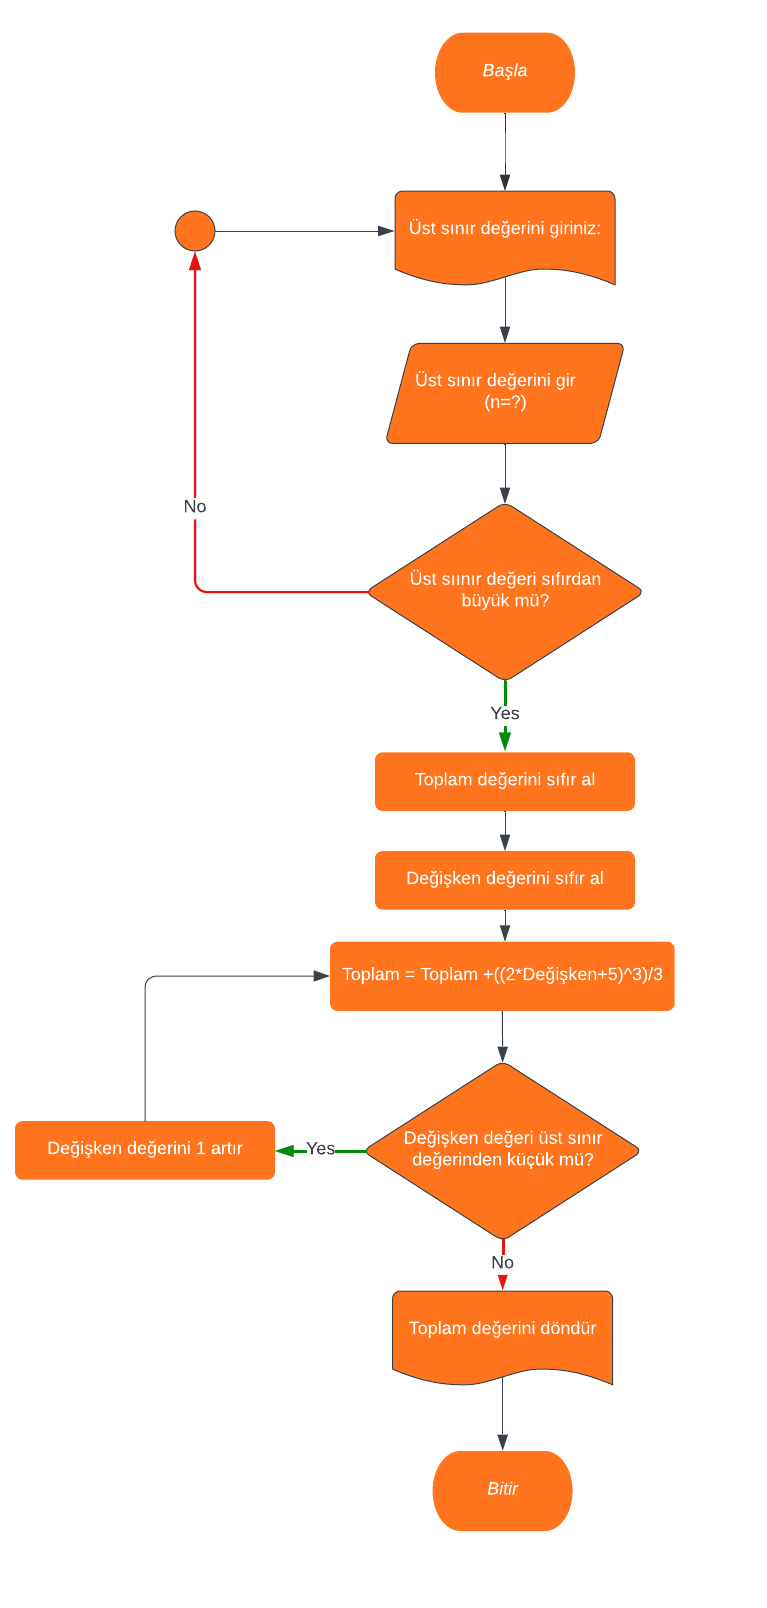 Başla
Üst sınır değerini giriniz:
Üst sınır değerini gir
(n=?)
No
Üst sıınır değeri sıfırdan
büyük mü?
Yes
Toplam değerini sıfır al
Değişken değerini sıfır al
Toplam = Toplam +((2*Değişken+5)^3)/3
Değişken değeri üst sınır
değerinden küçük mü?
Yes
Değişken değerini 1 artır
No
Toplam değerini döndür
Bitir